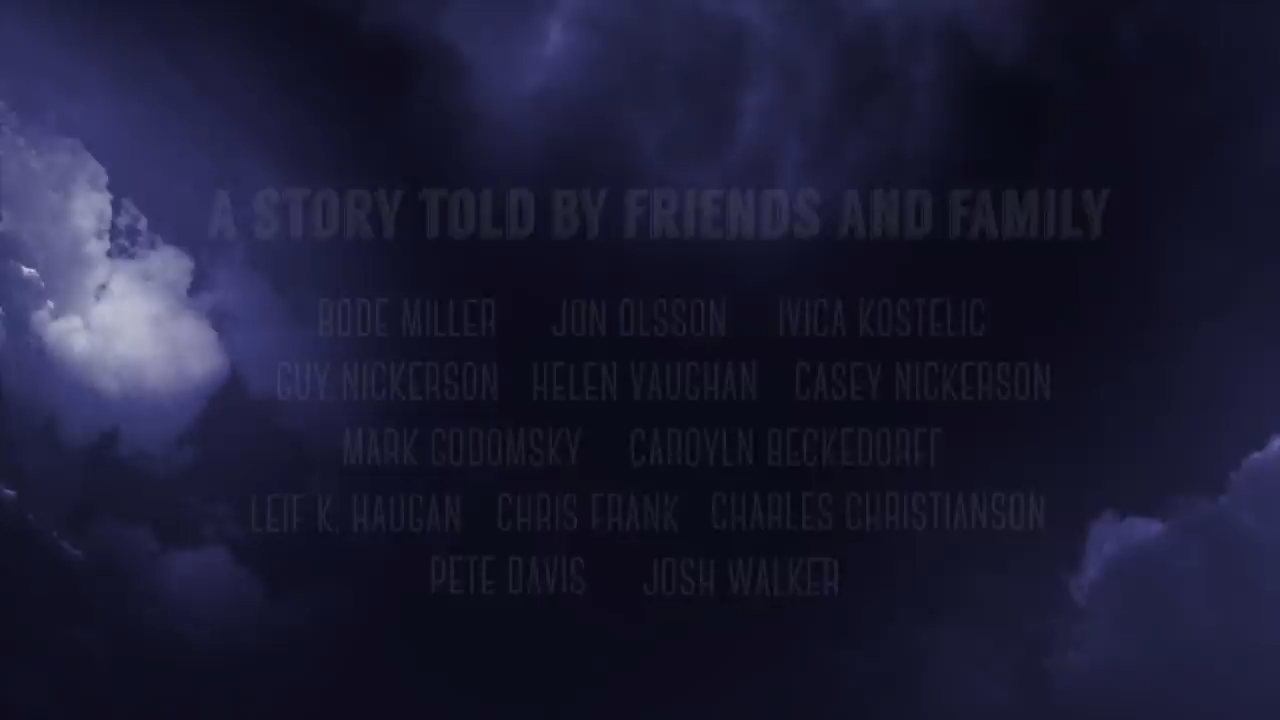 A STORY TOLD BY FRIENDS AND FAMILY
BODE MILLER JON OLSSON IVICA KOSTELIC
GUY NICKERSON HELEN VAUGHAN CASEY NICKERSON
MARK GODOMSKY CAROYLN BECKEDORFF
LEIF K. HAUGAN CHRIS FRANK CHARLES CHRISTIANSON
PETE DAVIS JOSH WALKER